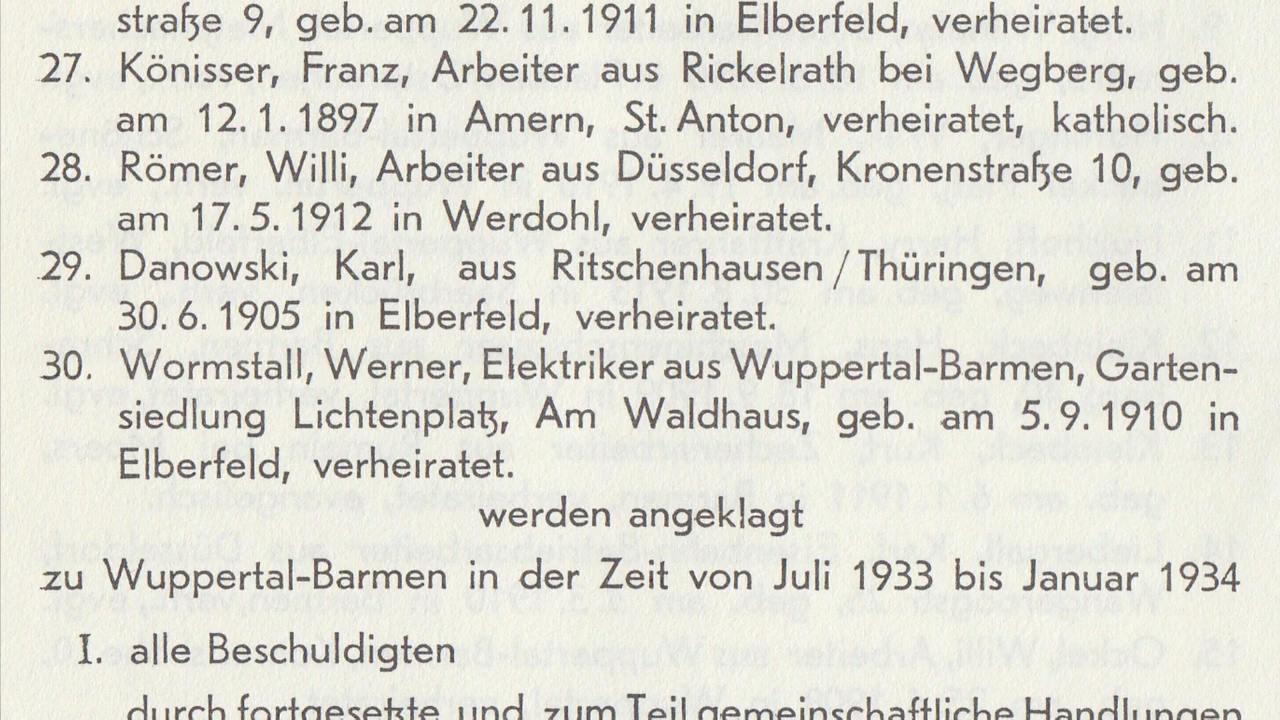 straße 9, geb. am 22. 11. 1911 in Elberfeld, verheiratet.
27. Könisser, Franz, Arbeiter aus Rickelrath bei Wegberg, geb.
am 12. 1. 1897 in Amern, St. Anton, verheiratet, katholisch.
28. Römer, Willi, Arbeiter aus Düsseldorf, Kronenstraße 10, geb.
am 17. 5. 1912 in Werdohl, verheiratet.
29. Danowski, Karl, aus Ritschenhausen / Thüringen, geb. am
30. 6. 1905 in Elberfeld, verheiratet.
30. Wormstall, Werner, Elektriker aus Wuppertal-Barmen, Garten-
siedlung Lichtenplatz, Am Waldhaus, geb. am 5. 9. 1910 in
Elberfeld, verheiratet.
werden angeklagt
zu Wuppertal-Barmen in der Zeit von Juli 1933 bis Januar 1934
I. alle Beschuldigten
durch fortgesetzte und zum Teil gemeinschaftliche Handlungen